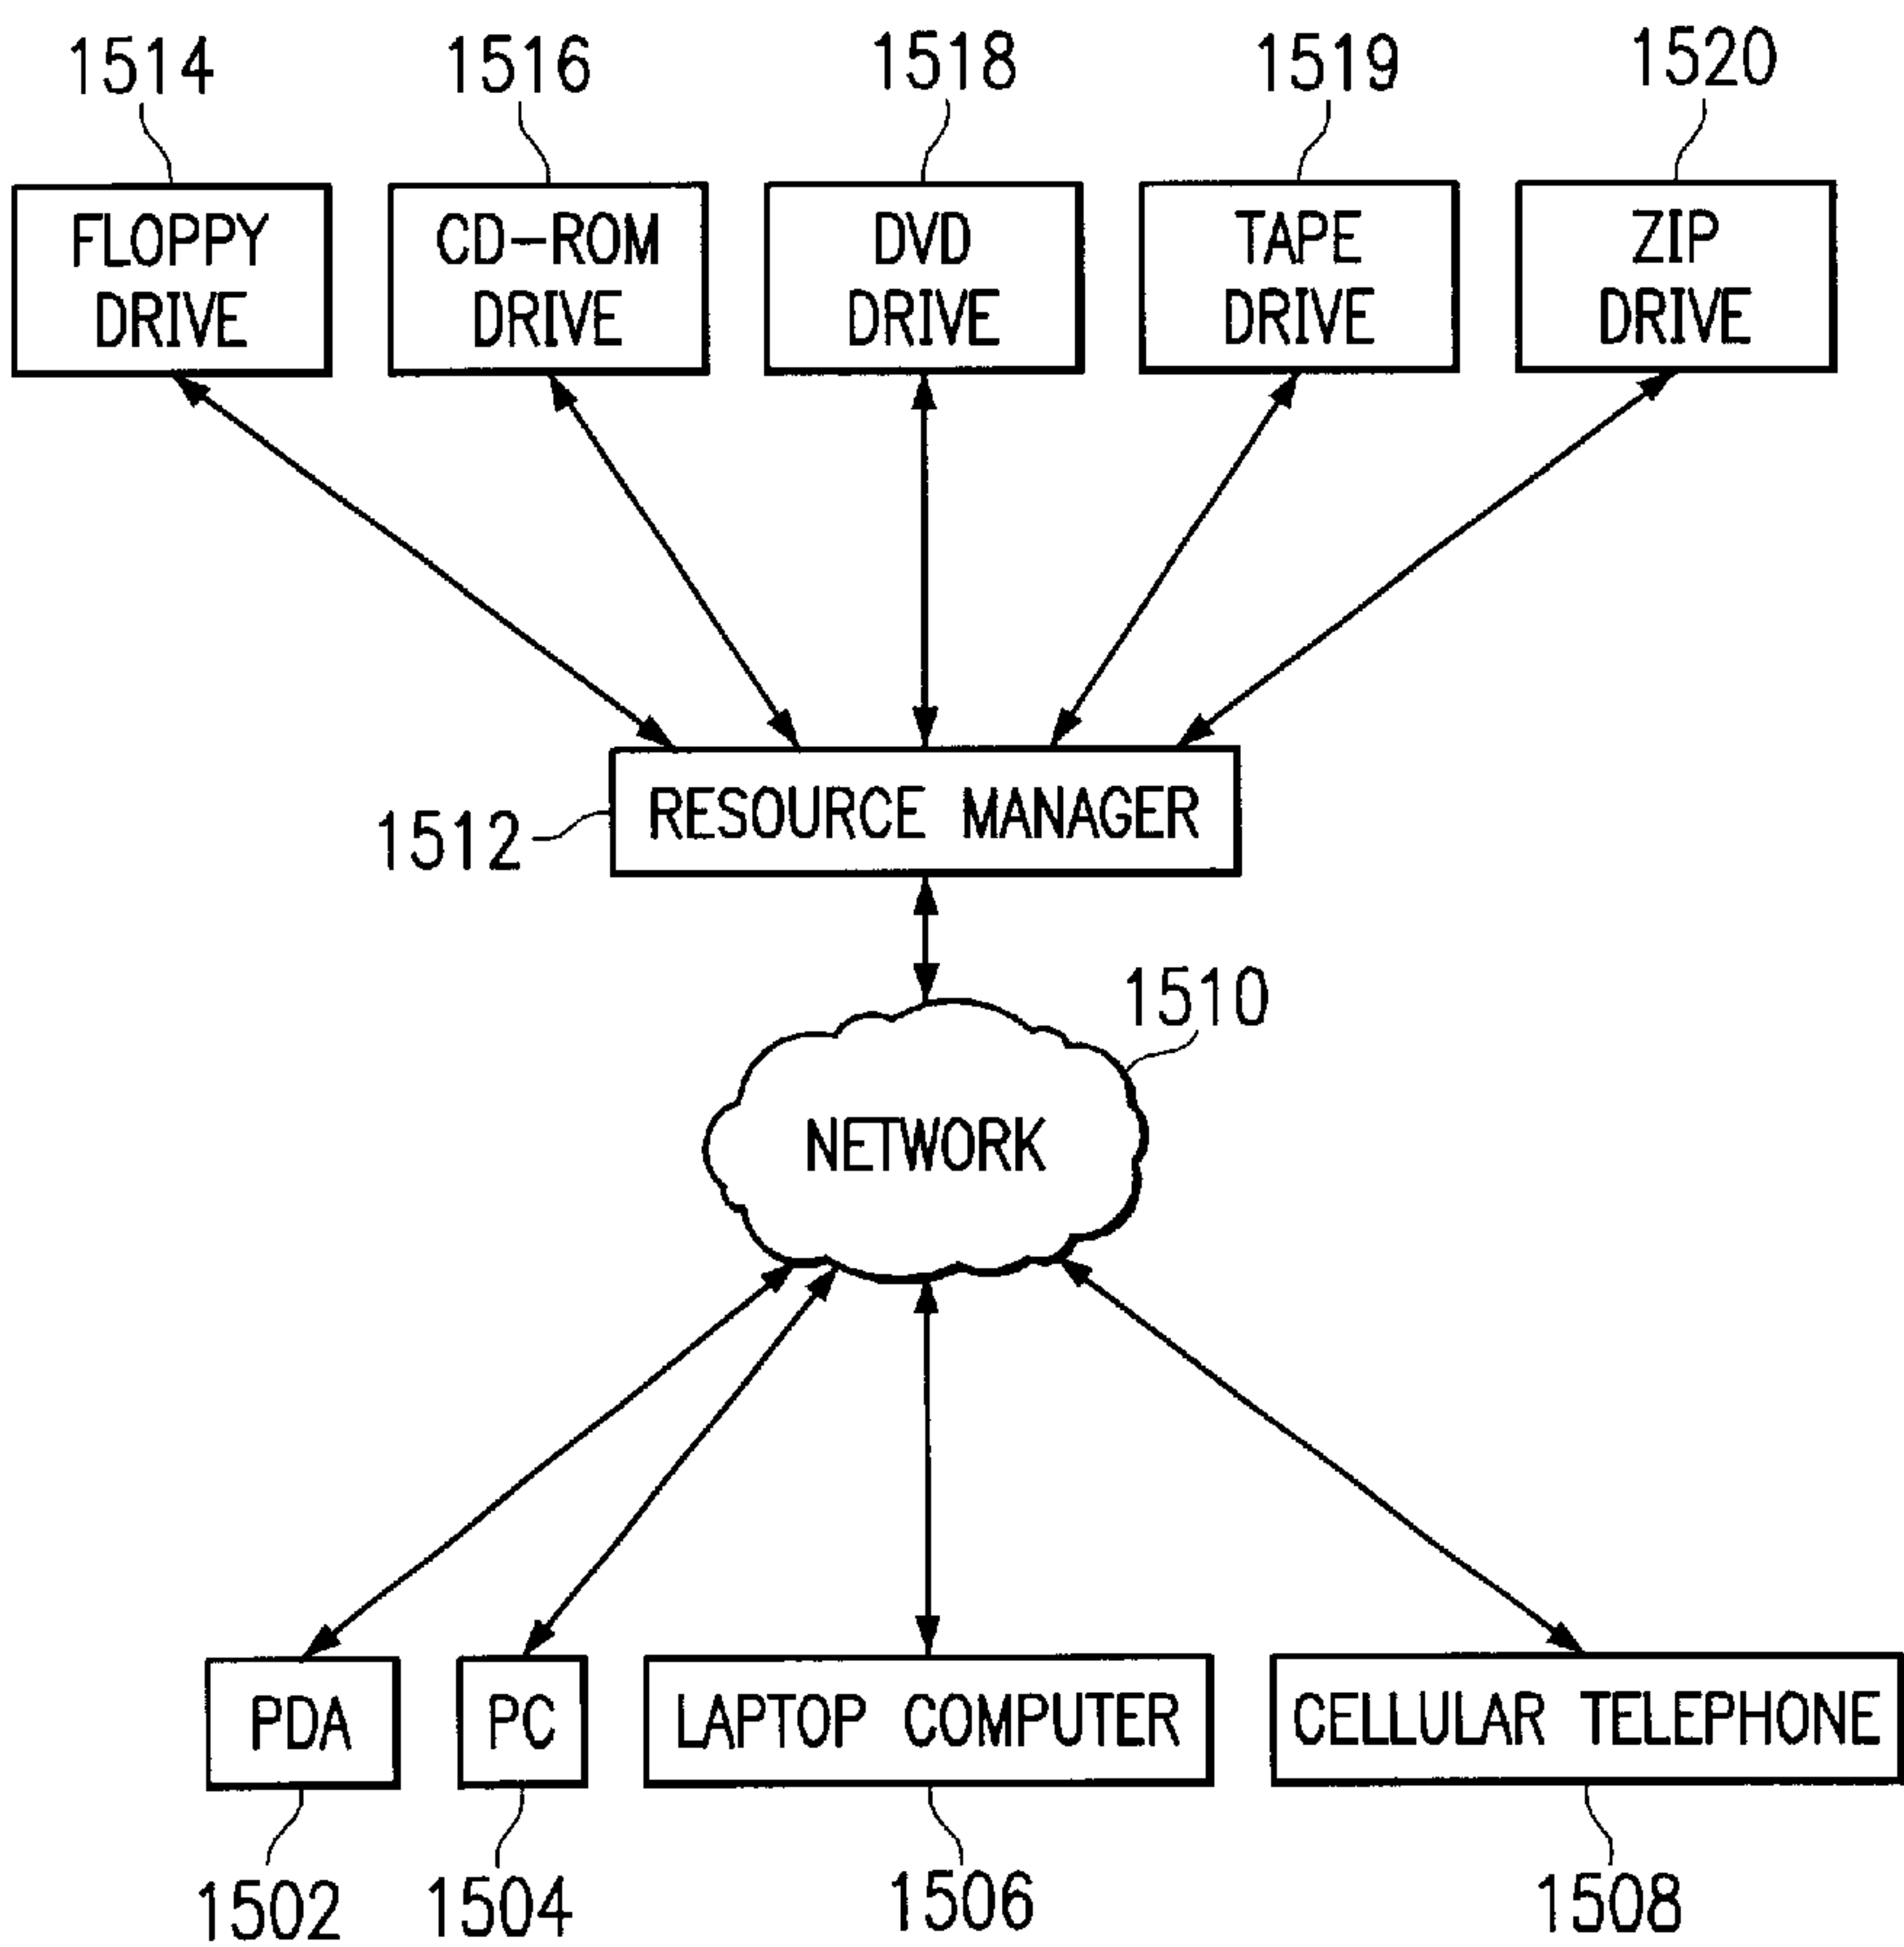 1514
1516
1518
1519
1520
FLOPPY
DRIVE
CD-ROM
DRIVE
DVD
DRIVE
TAPE
DRIVE
ZIP
DRIVE
RESOURCE MANAGER
1512
1510
NETWORK
PDA
PC
LAPTOP COMPUTER
CELLULAR TELEPHONE
1502
1504
1506
1508